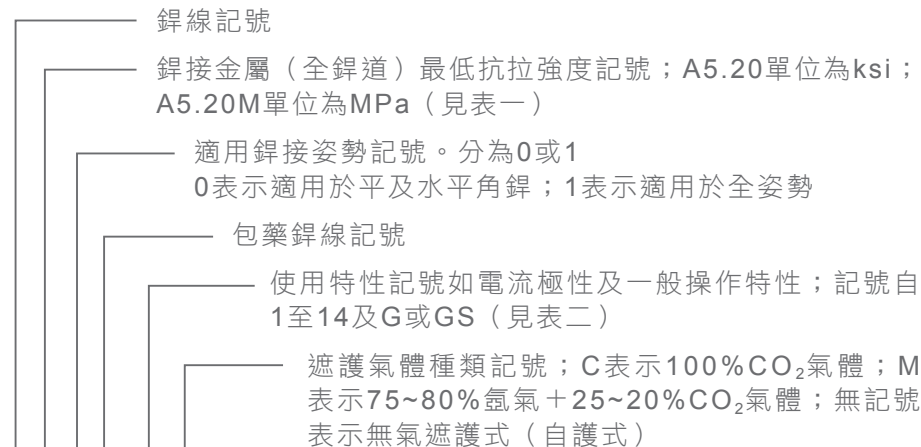 銲線記號
銲接金屬（全銲道）最低抗拉強度記號；A5.20單位為ksi；
A5.20M單位為MPa（見表一）
適用銲接姿勢記號。分為0或1
0表示適用於平及水平角銲；1表示適用於全姿勢
包藥銲線記號
使用特性記號如電流極性及一般操作特性；記號自
1至14及G或GS（見表二）
遮護氣體種類記號；C表示100%CO₂氣體；M
表示75~80%氬氣＋25~20%CO₂氣體；無記號
表示無氣遮護式（自護式）